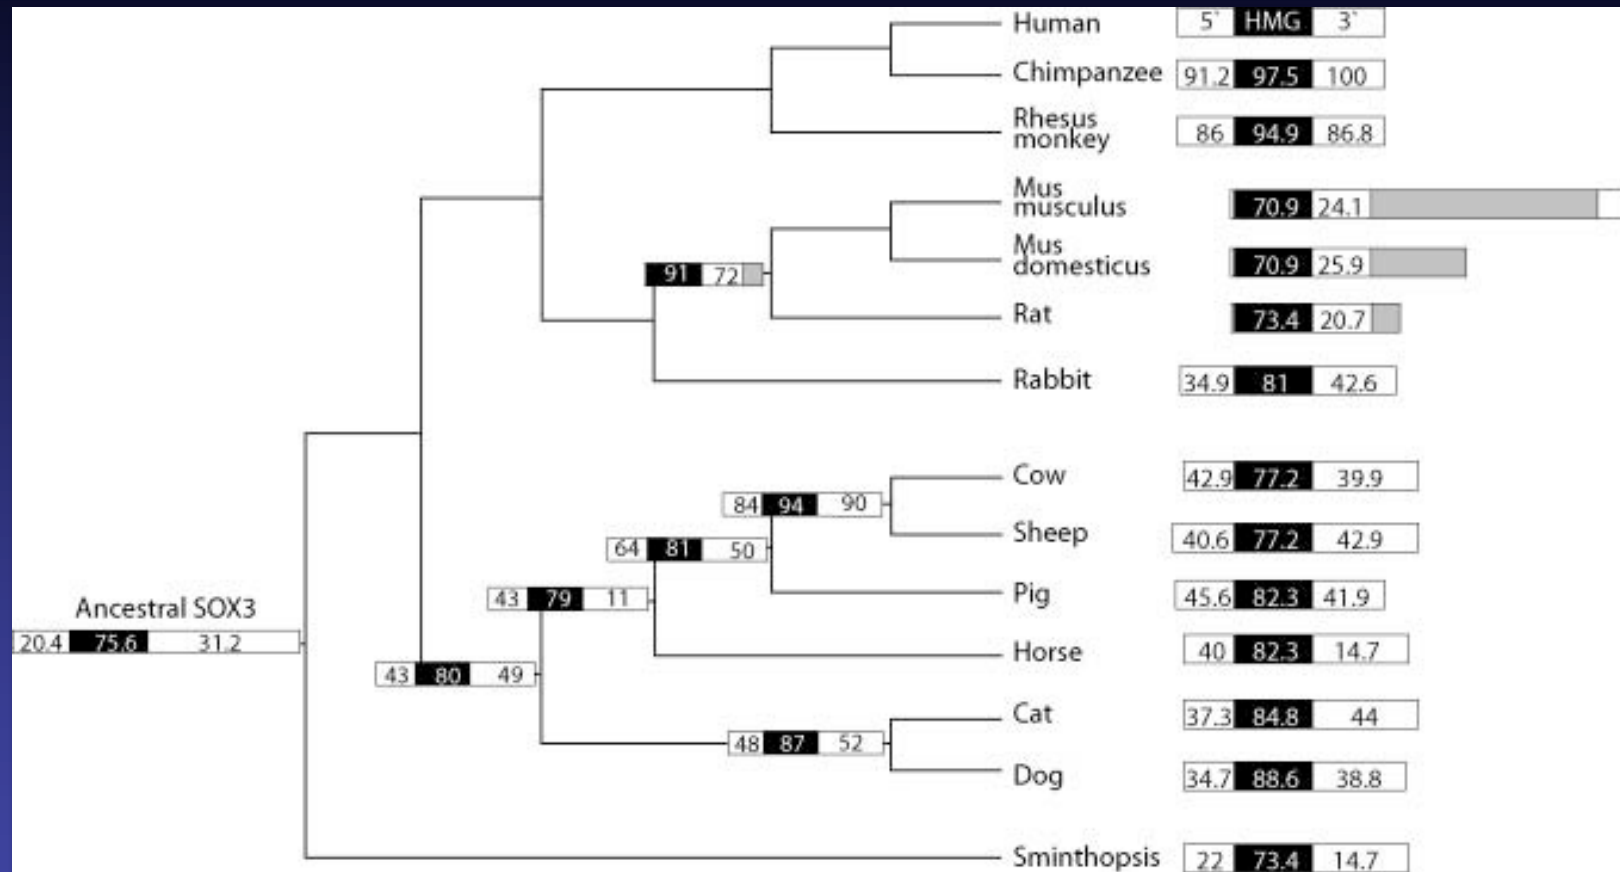 Human 5` HMG 3`
Chimpanzee 91.2 97.5 100
Rhesus
monkey 86 94.9 86.8
Mus
musculus 70.9 24.1
Mus
domesticus 70.9 25.9
91 72
Rat 73.4 20.7
Rabbit 34.9 81 42.6
Cow 42.9 77.2 39.9
84 94 90
Sheep 40.6 77.2 42.9
64 81 50
Pig 45.6 82.3 41.9
43 79 11
Ancestral SOX3
20.4 75.6 31.2
Horse 40 82.3 14.7
43 80 49
Cat 37.3 84.8 44
48 87 52
Dog 34.7 88.6 38.8
Sminthopsis 22 73.4 14.7